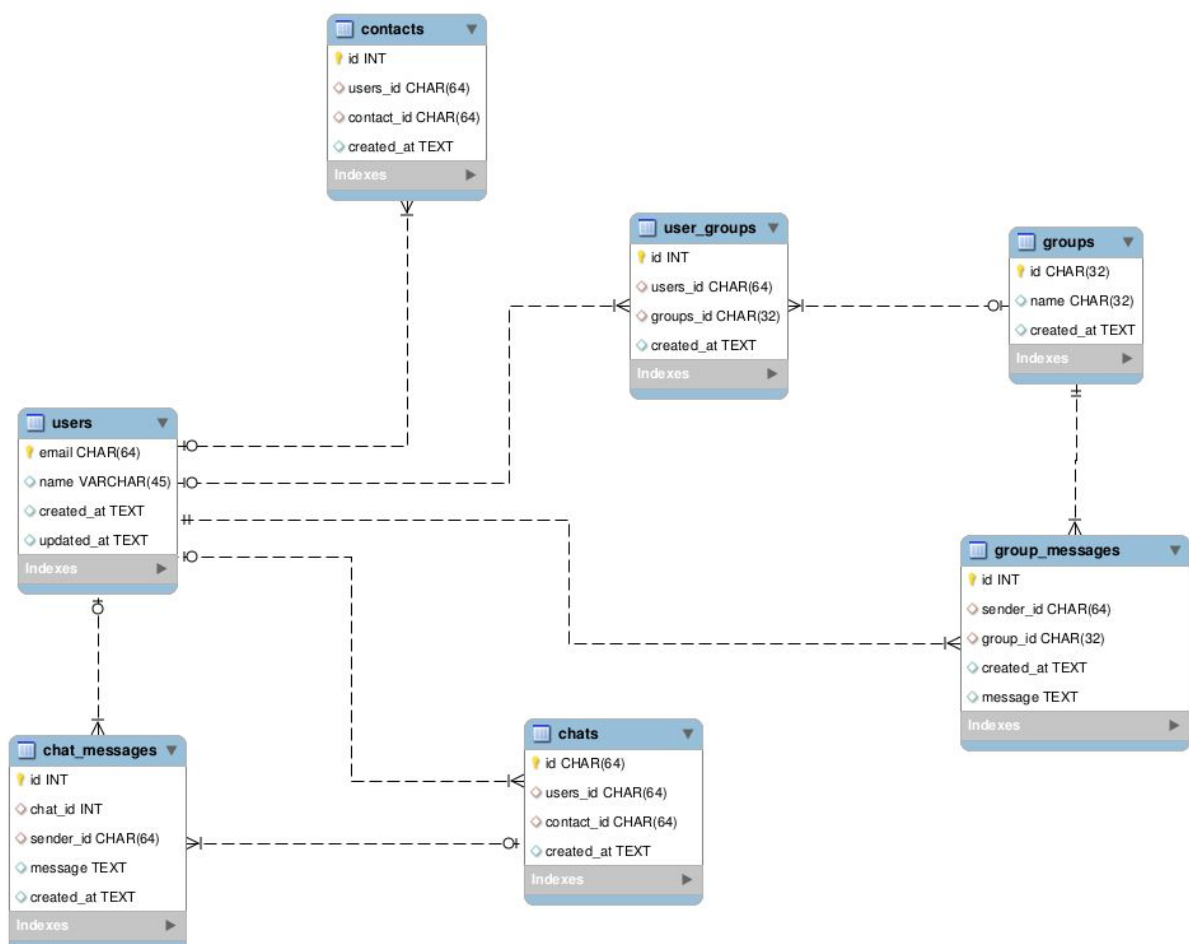 contacts
id INT
users_id CHAR(64)
contact_id CHAR(64)
created_at TEXT
Indexes
user_groups
id INT
users_id CHAR(64)
groups_id CHAR(32)
created_at TEXT
Indexes
groups
id CHAR(32)
name CHAR(32)
created_at TEXT
Indexes
users
email CHAR(64)
name VARCHAR(45)
created_at TEXT
updated_at TEXT
Indexes
group_messages
id INT
sender_id CHAR(64)
group_id CHAR(32)
created_at TEXT
message TEXT
Indexes
chat_messages
id INT
chat_id INT
sender_id CHAR(64)
message TEXT
created_at TEXT
Indexes
chats
id CHAR(64)
users_id CHAR(64)
contact_id CHAR(64)
created_at TEXT
Indexes